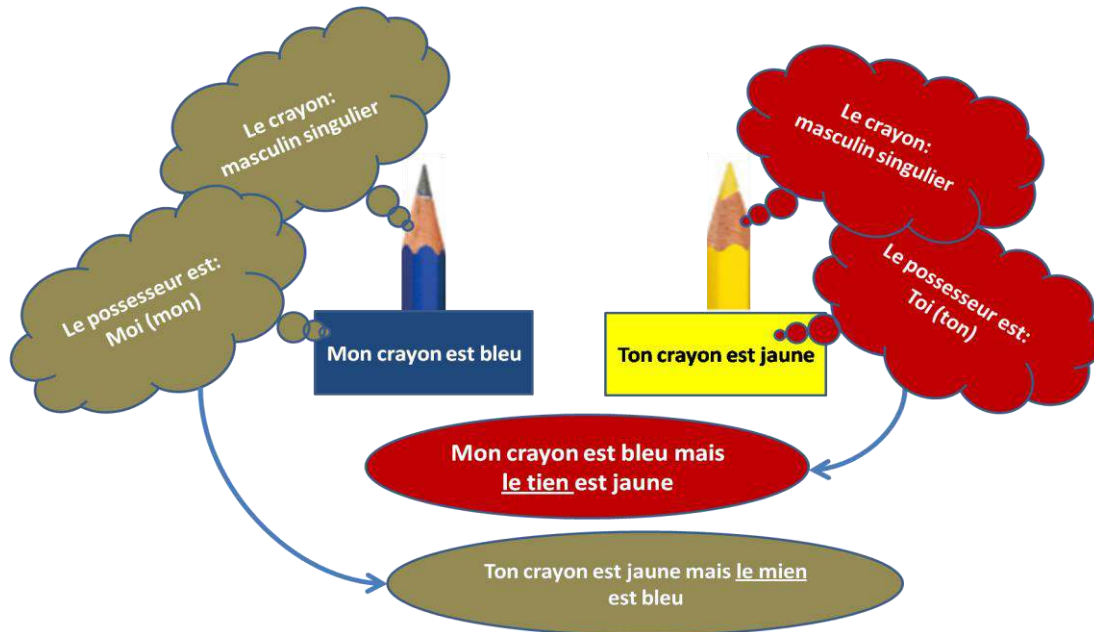 Le crayon:
masculin singulier
Le possesseur est:
Moi (mon)
Mon crayon est bleu
Le crayon:
masculin singulier
Le possesseur est:
Toi (ton)
Ton crayon est jaune
Mon crayon est bleu mais
le tien est jaune
Ton crayon est jaune mais le mien
est bleu